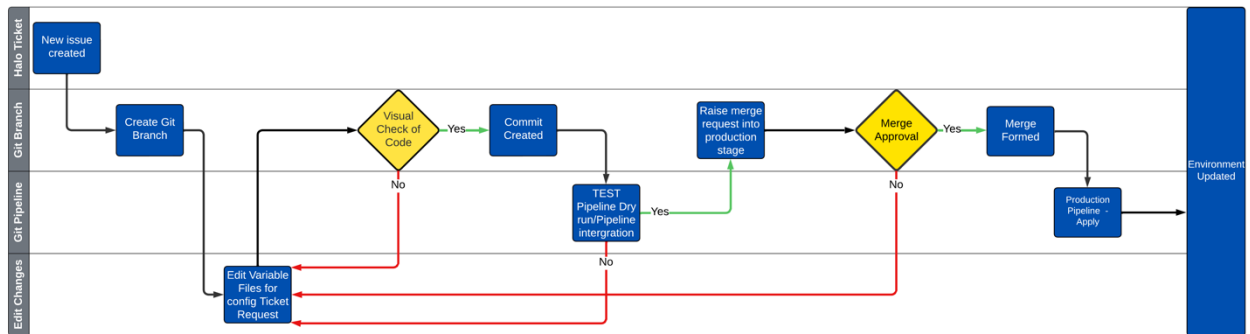 Halo Ticket
New issue
created
Git Branch
Create Git
Branch
Visual
Check of
Code
Yes
No
Commit
Created
Raise merge
request into
production
stage
Merge
Approval
Yes
No
Merge
Formed
Environment
Updated
Git Pipeline
TEST
Pipeline Dry
run/Pipeline
intergration
Yes
No
Production
Pipeline -
Apply
Edit Changes
Edit Variable
Files for
config Ticket
Request